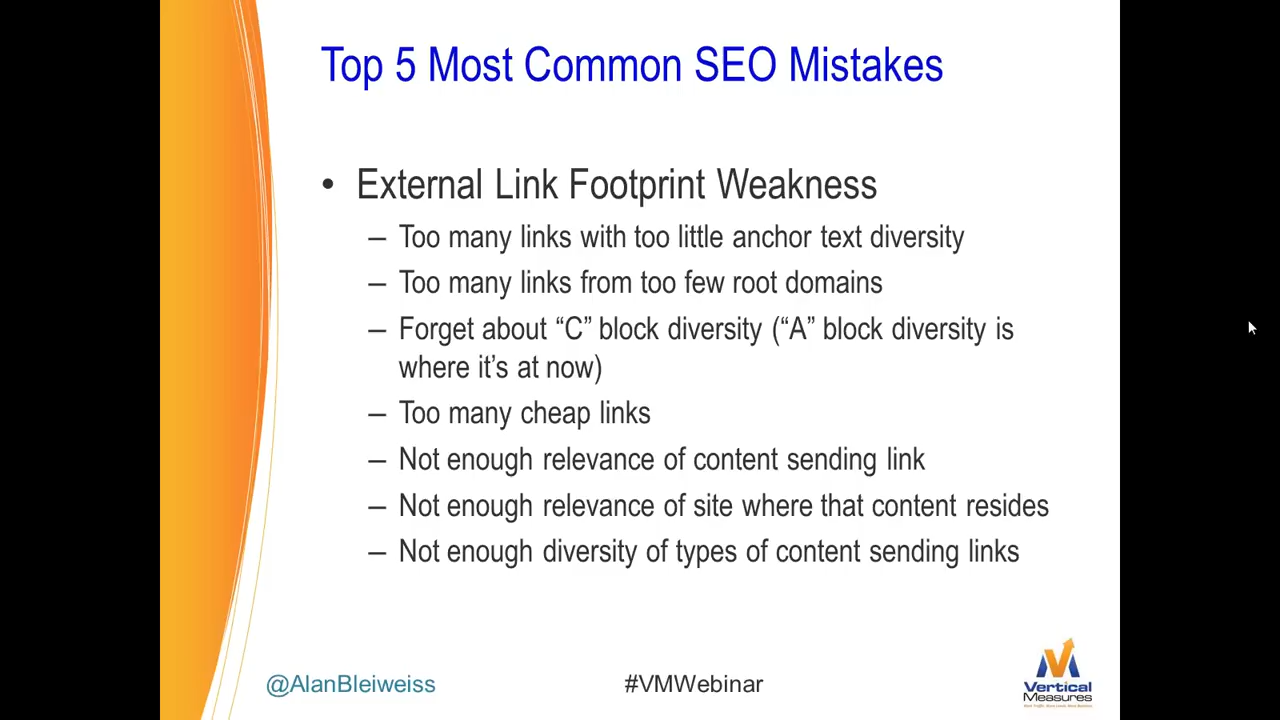 Top 5 Most Common SEO Mistakes
• External Link Footprint Weakness
– Too many links with too little anchor text diversity
– Too many links from too few root domains
– Forget about “C” block diversity (“A” block diversity is
where it’s at now)
– Too many cheap links
– Not enough relevance of content sending link
– Not enough relevance of site where that content resides
– Not enough diversity of types of content sending links
@AlanBleiweiss
#VMWebinar
Vertical
Measures